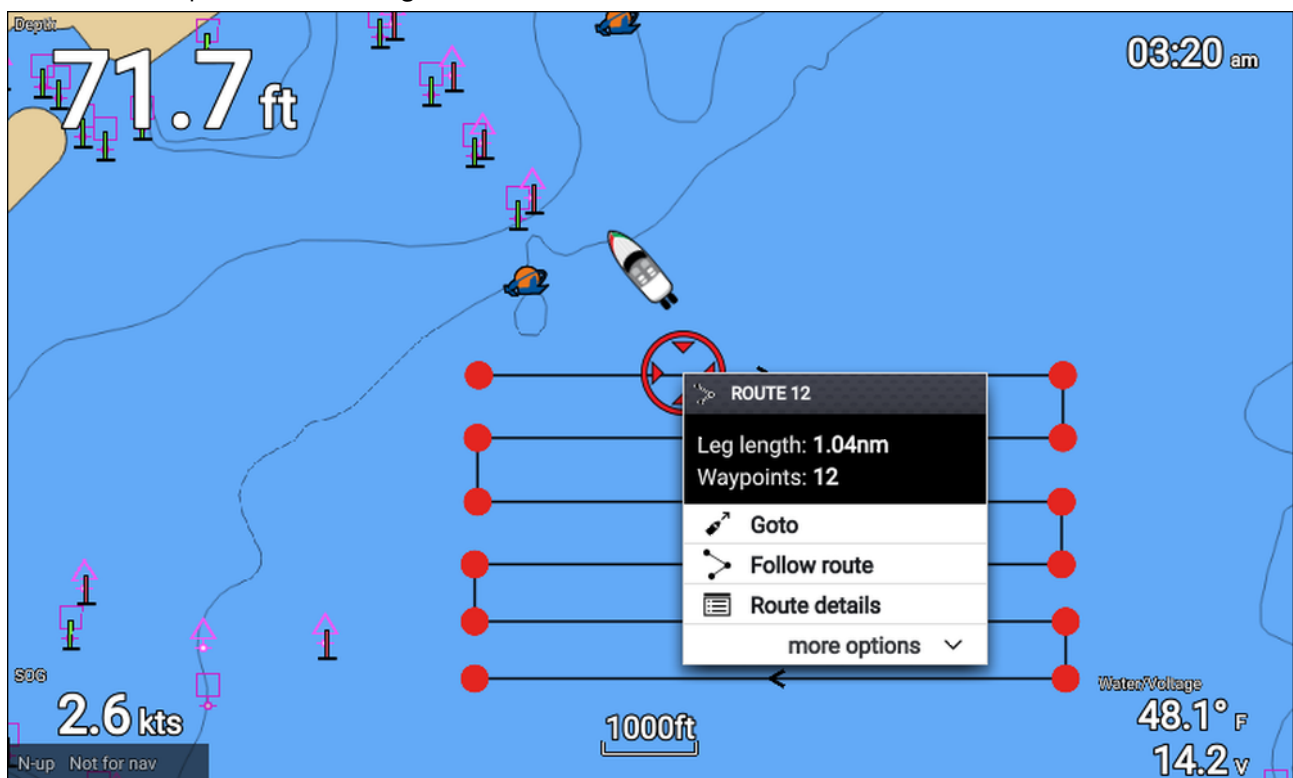 Depth
71.7 ft
03:20 am
ROUTE 12
Leg length: 1.04nm
Waypoints: 12
Goto
Follow route
Route details
more options
SOG
2.6 kts
1000ft
Water/Voltage
48.1° F
14.2 v
N-up Not for nav